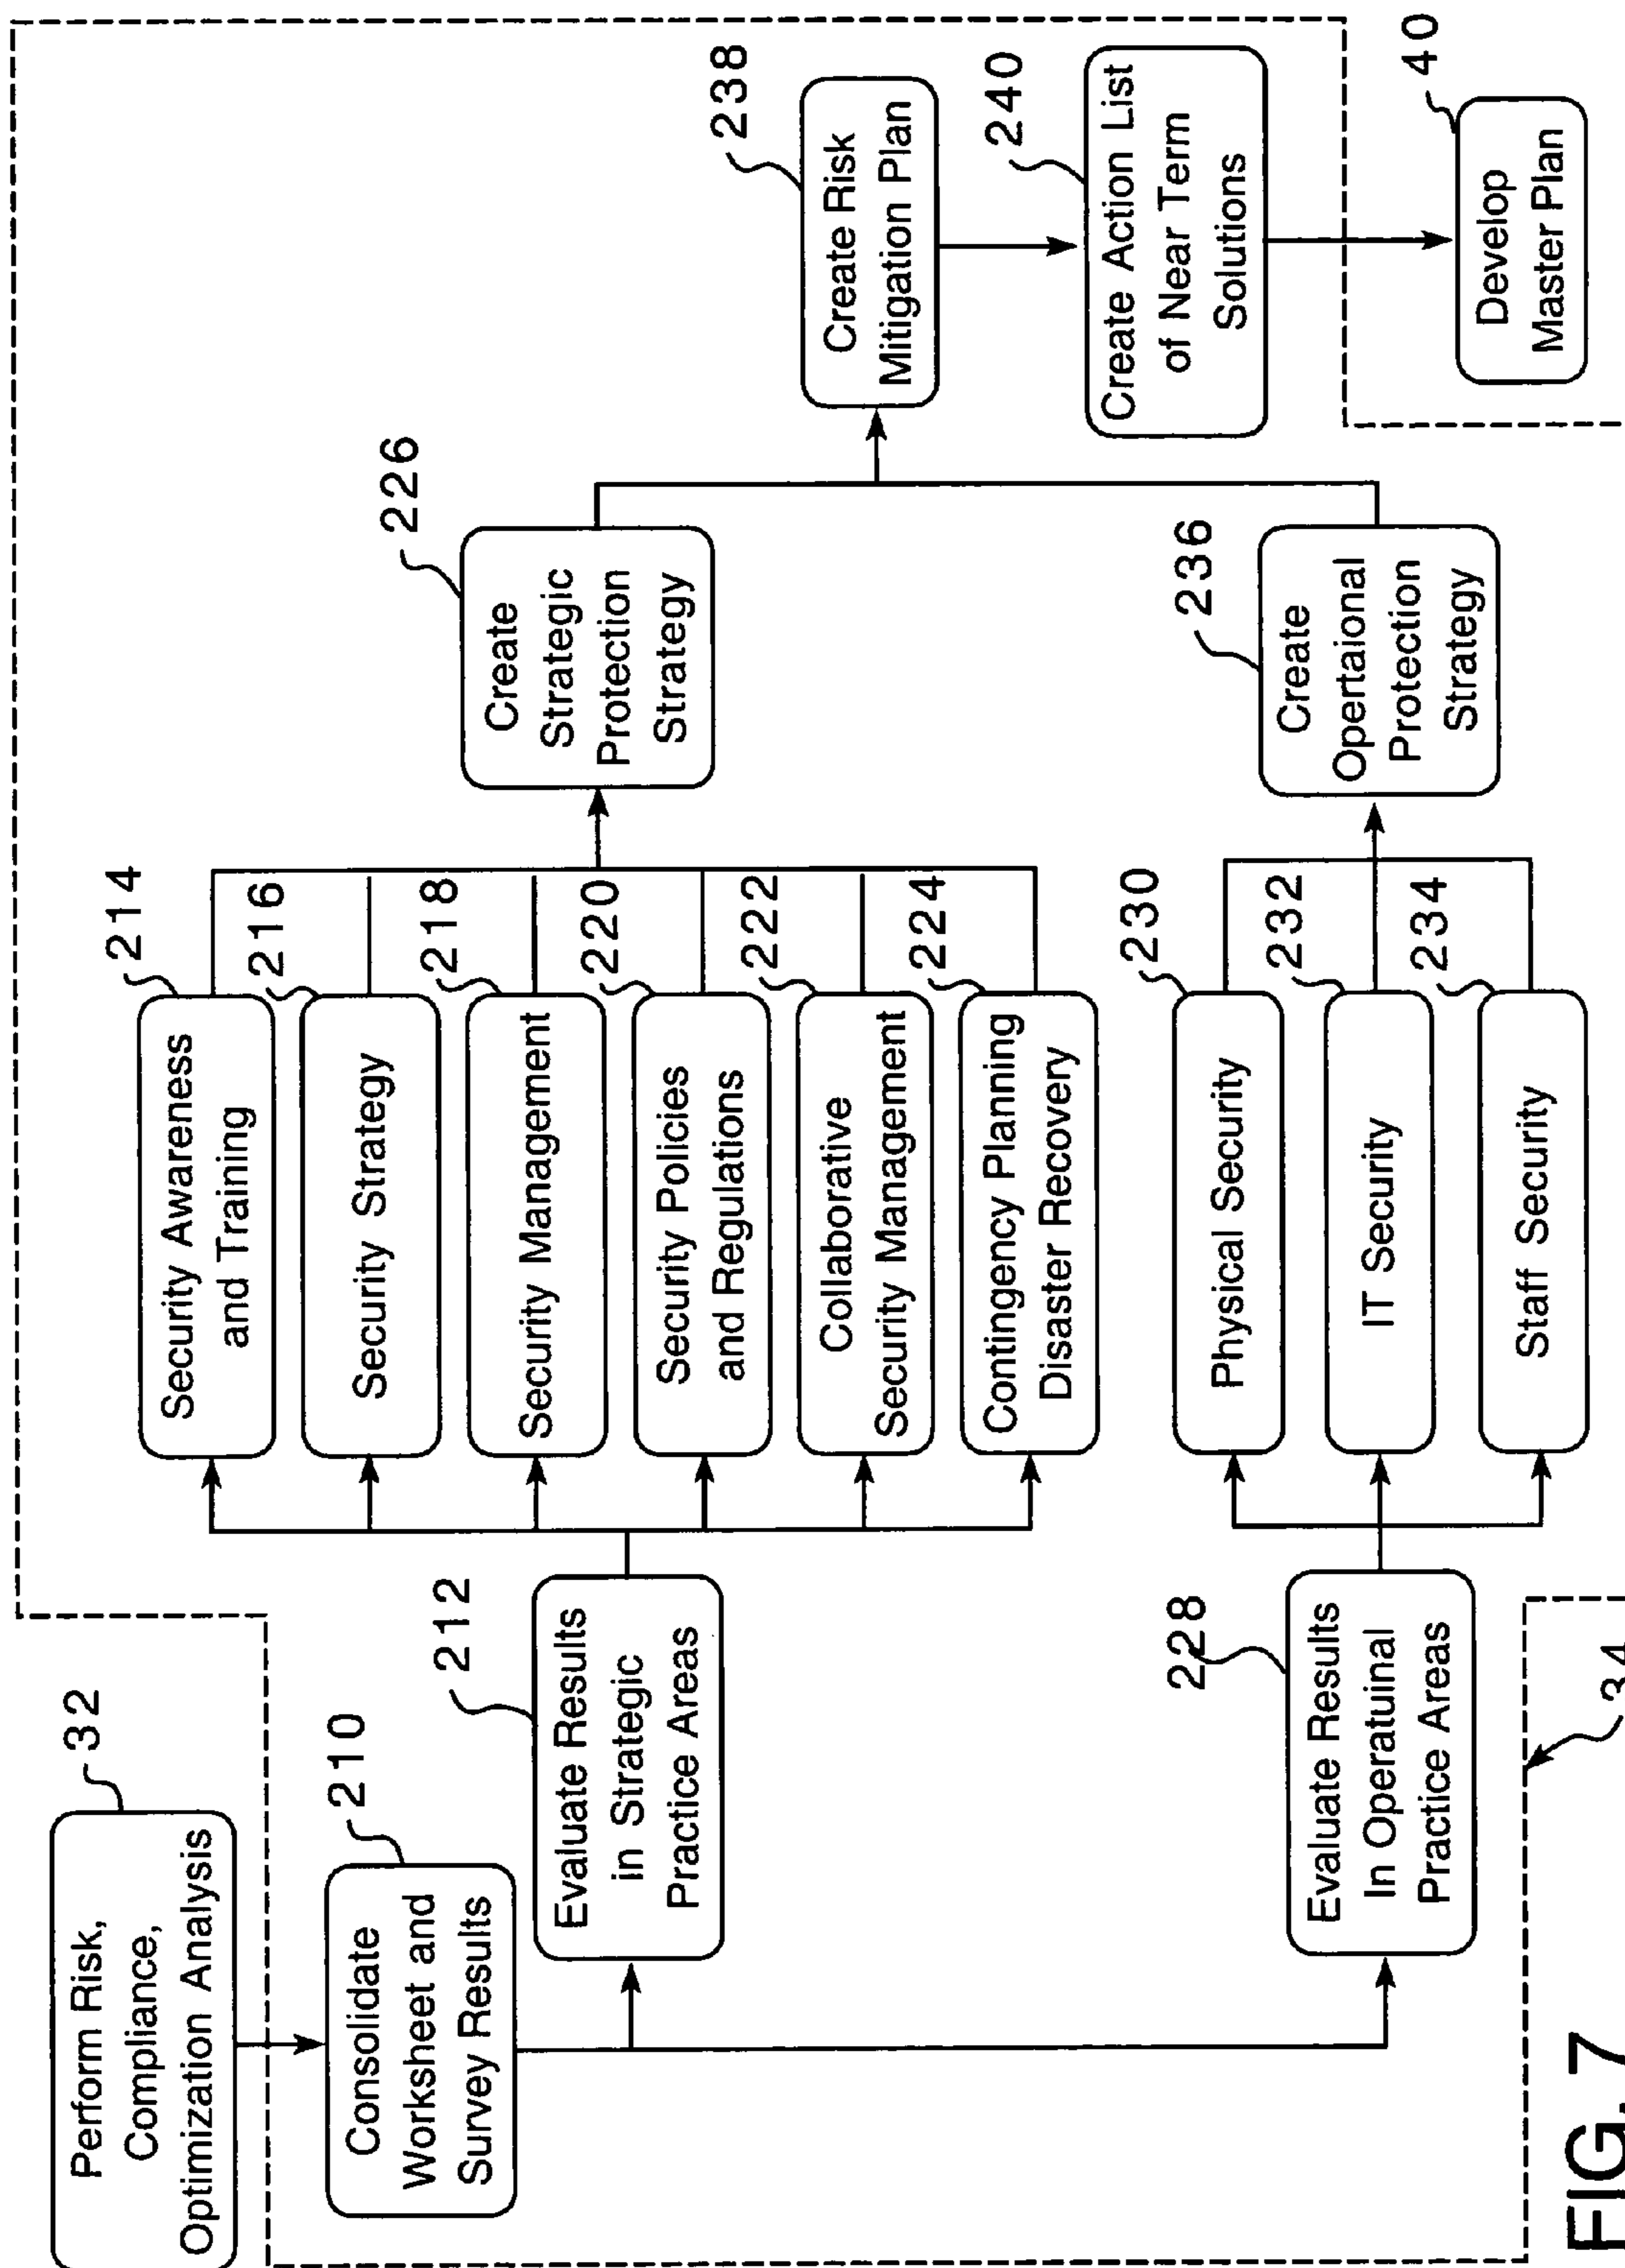 Perform Risk,
Compliance,
Optimization Analysis
32
Consolidate
Worksheet and
Survey Results
210
Evaluate Results
in Strategic
Practice Areas
212
Security Awareness
and Training
214
Security Strategy
216
Security Management
218
Security Policies
and Regulations
220
Collaborative
Security Management
222
Contingency Planning
Disaster Recovery
224
Create
Strategic
Protection
Strategy
226
Evaluate Results
In Operatuinal
Practice Areas
228
Physical Security
230
IT Security
232
Staff Security
234
Create
Opertaional
Protection
Strategy
236
Create Risk
Mitigation Plan
238
Create Action List
of Near Term
Solutions
240
Develop
Master Plan
40
34
FIG. 7